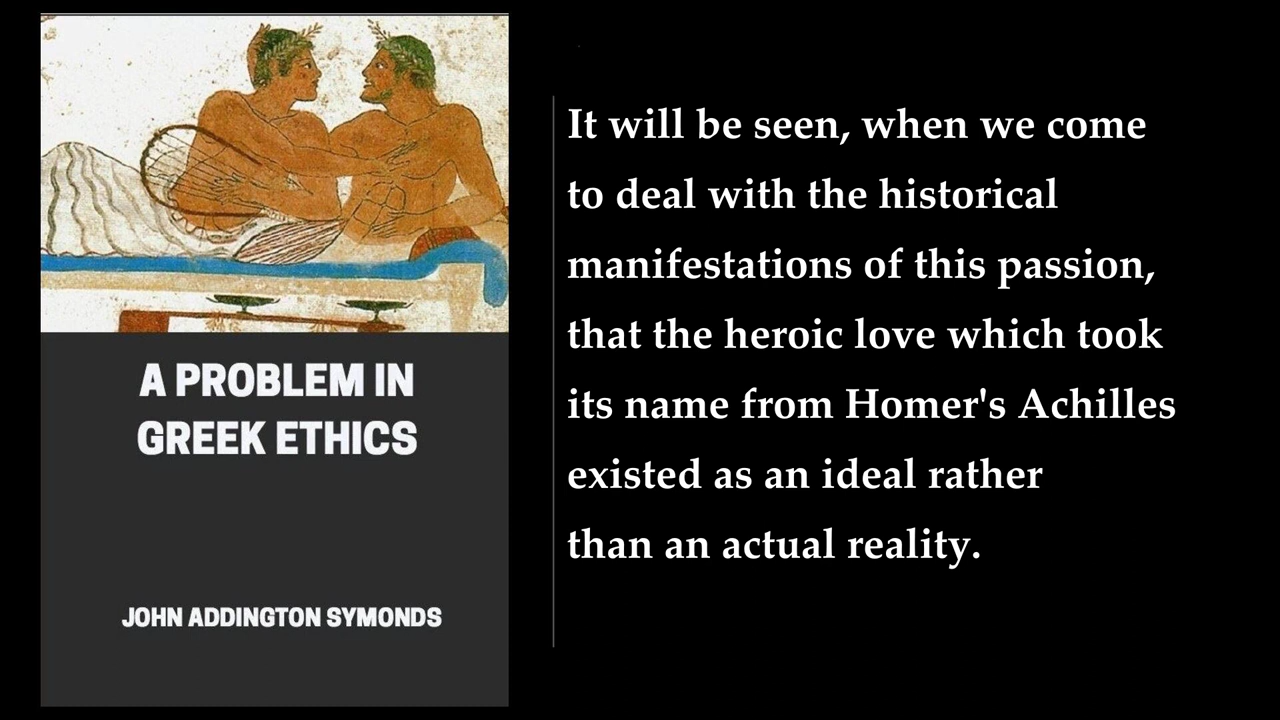 A PROBLEM IN
GREEK ETHICS
JOHN ADDINGTON SYMONDS
It will be seen, when we come
to deal with the historical
manifestations of this passion,
that the heroic love which took
its name from Homer's Achilles
existed as an ideal rather
than an actual reality.